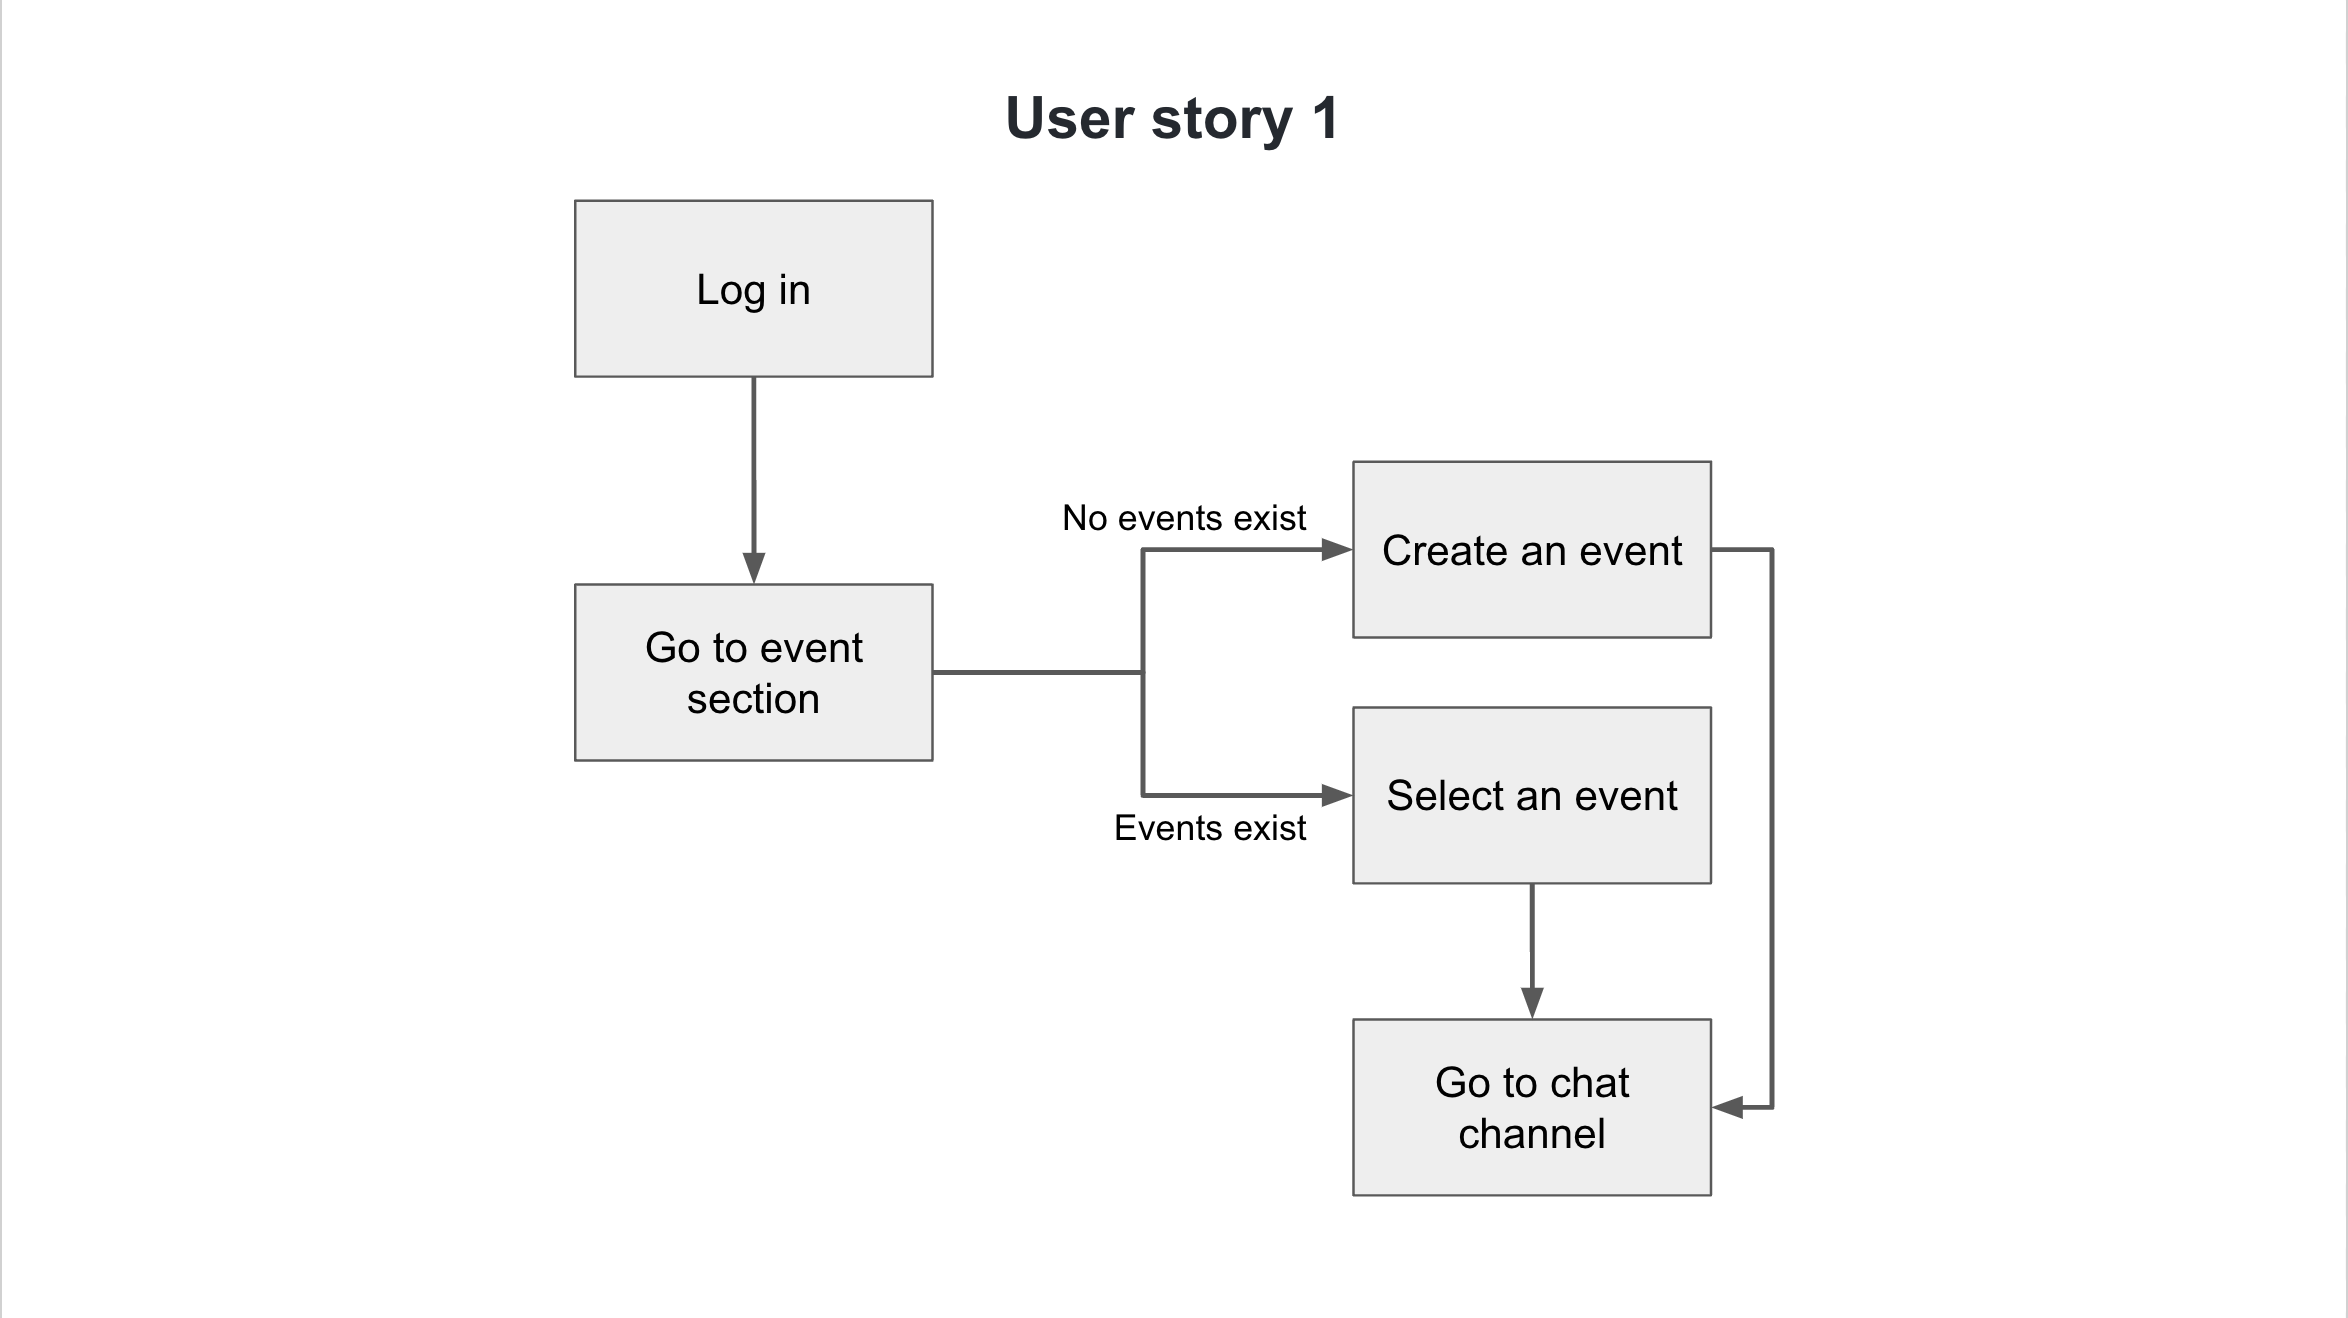 User story 1
Log in
Go to event
section
No events exist
Create an event
Events exist
Select an event
Go to chat
channel